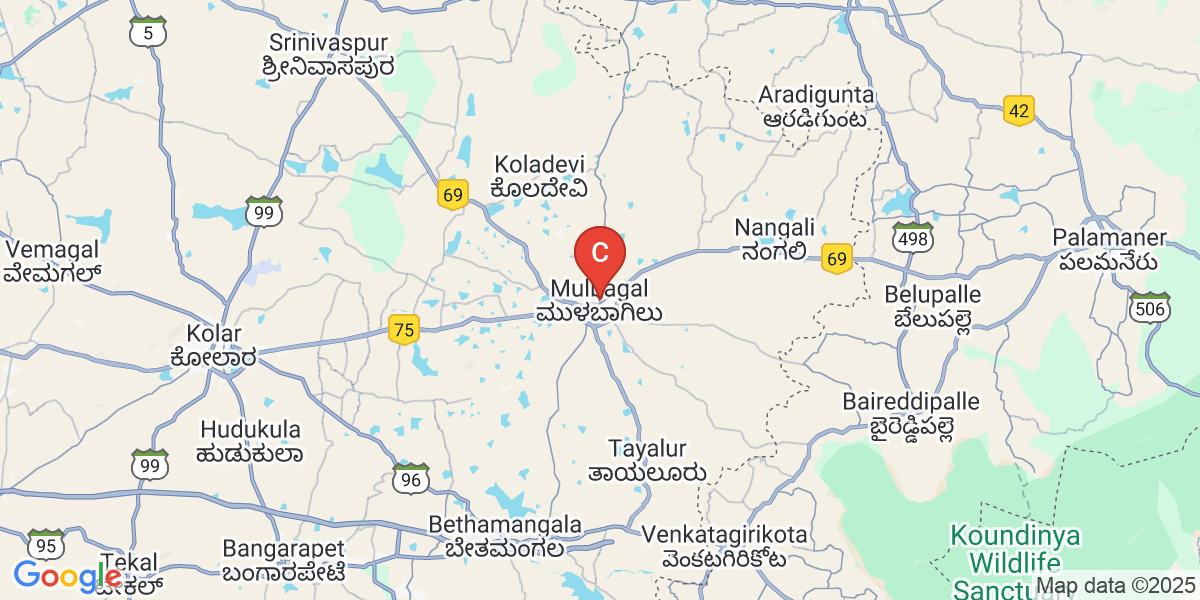 5
Srinivaspur
ಶ್ರೀನಿವಾಸಪುರ
Aradigunta
ఆరడిగుంట
42
Koladevi
ಕೊಲದೇವಿ
69
99
Nangali
ನಂಗಲಿ
498
69
Palamaner
పలమనేరు
Vemagal
ವೇಮಗಲ್
C
Mulbagal
ಮುಳಬಾಗಿಲು
Belupalle
బేలుపల్లె
506
Kolar
ಕೋಲಾರ
75
Baireddipalle
బైరెడ్డిపల్లె
Hudukula
ಹುಡುಕುಲಾ
99
96
Tayalur
ತಾಯಲೂರು
Bethamangala
ಬೇತಮಂಗಲ
Venkatagirikota
వెంకటగిరికోట
Koundinya
Wildlife
Sanctuary
95
Tekal
ಟೇಕಲ್
Bangarapet
ಬಂಗಾರಪೇಟೆ
Google
Map data ©2025